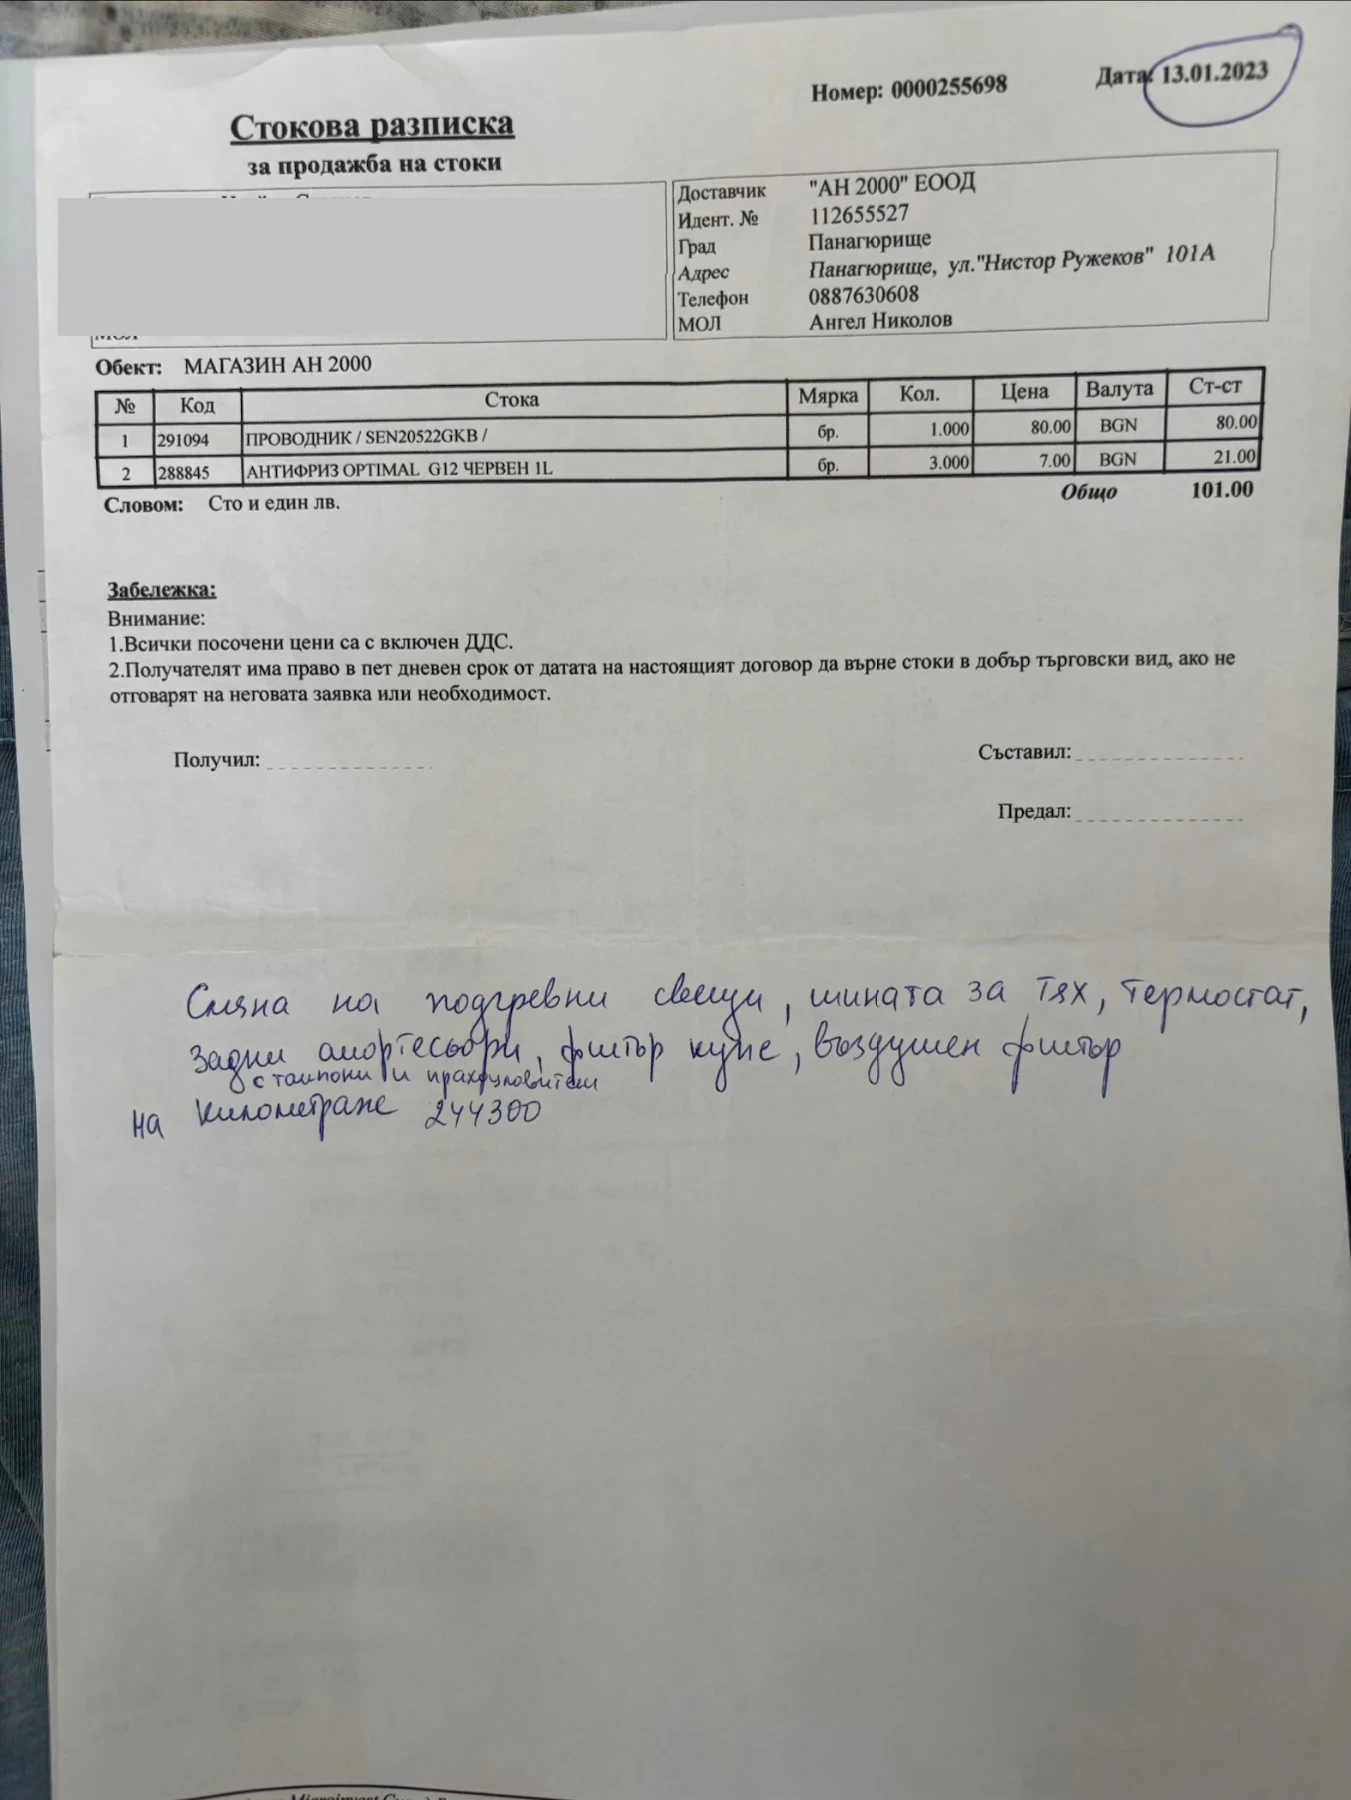 Номер: 0000255698 Дата: 13.01.2023
Стокова разписка
за продажба на стоки
Доставчик "АН 2000" ЕООД
Идент. № 112655527
Град Панагюрище
Адрес Панагюрище, ул."Нистор Ружеков" 101А
Телефон 0887630608
МОЛ Ангел Николов
МОЛ
Обект: МАГАЗИН АН 2000
№ Код Стока Мярка Кол. Цена Валута Ст-ст
1 291094 ПРОВОДНИК / SEN20522GKB / бр. 1.000 80.00 BGN 80.00
2 288845 АНТИФРИЗ OPTIMAL G12 ЧЕРВЕН 1L бр. 3.000 7.00 BGN 21.00
Словом: Сто и един лв. Общо 101.00
Забележка:
Внимание:
1.Всички посочени цени са с включен ДДС.
2.Получателят има право в пет дневен срок от датата на настоящият договор да върне стоки в добър търговски вид, ако не
отговарят на неговата заявка или необходимост.
Получил: Съставил:
Предал:
Смяна на подгревни свещи, шината за тях, термостат,
задни амортесьори, филтър купе, въздушен филтър
с тампони и прахоуловители
на километраже 244300